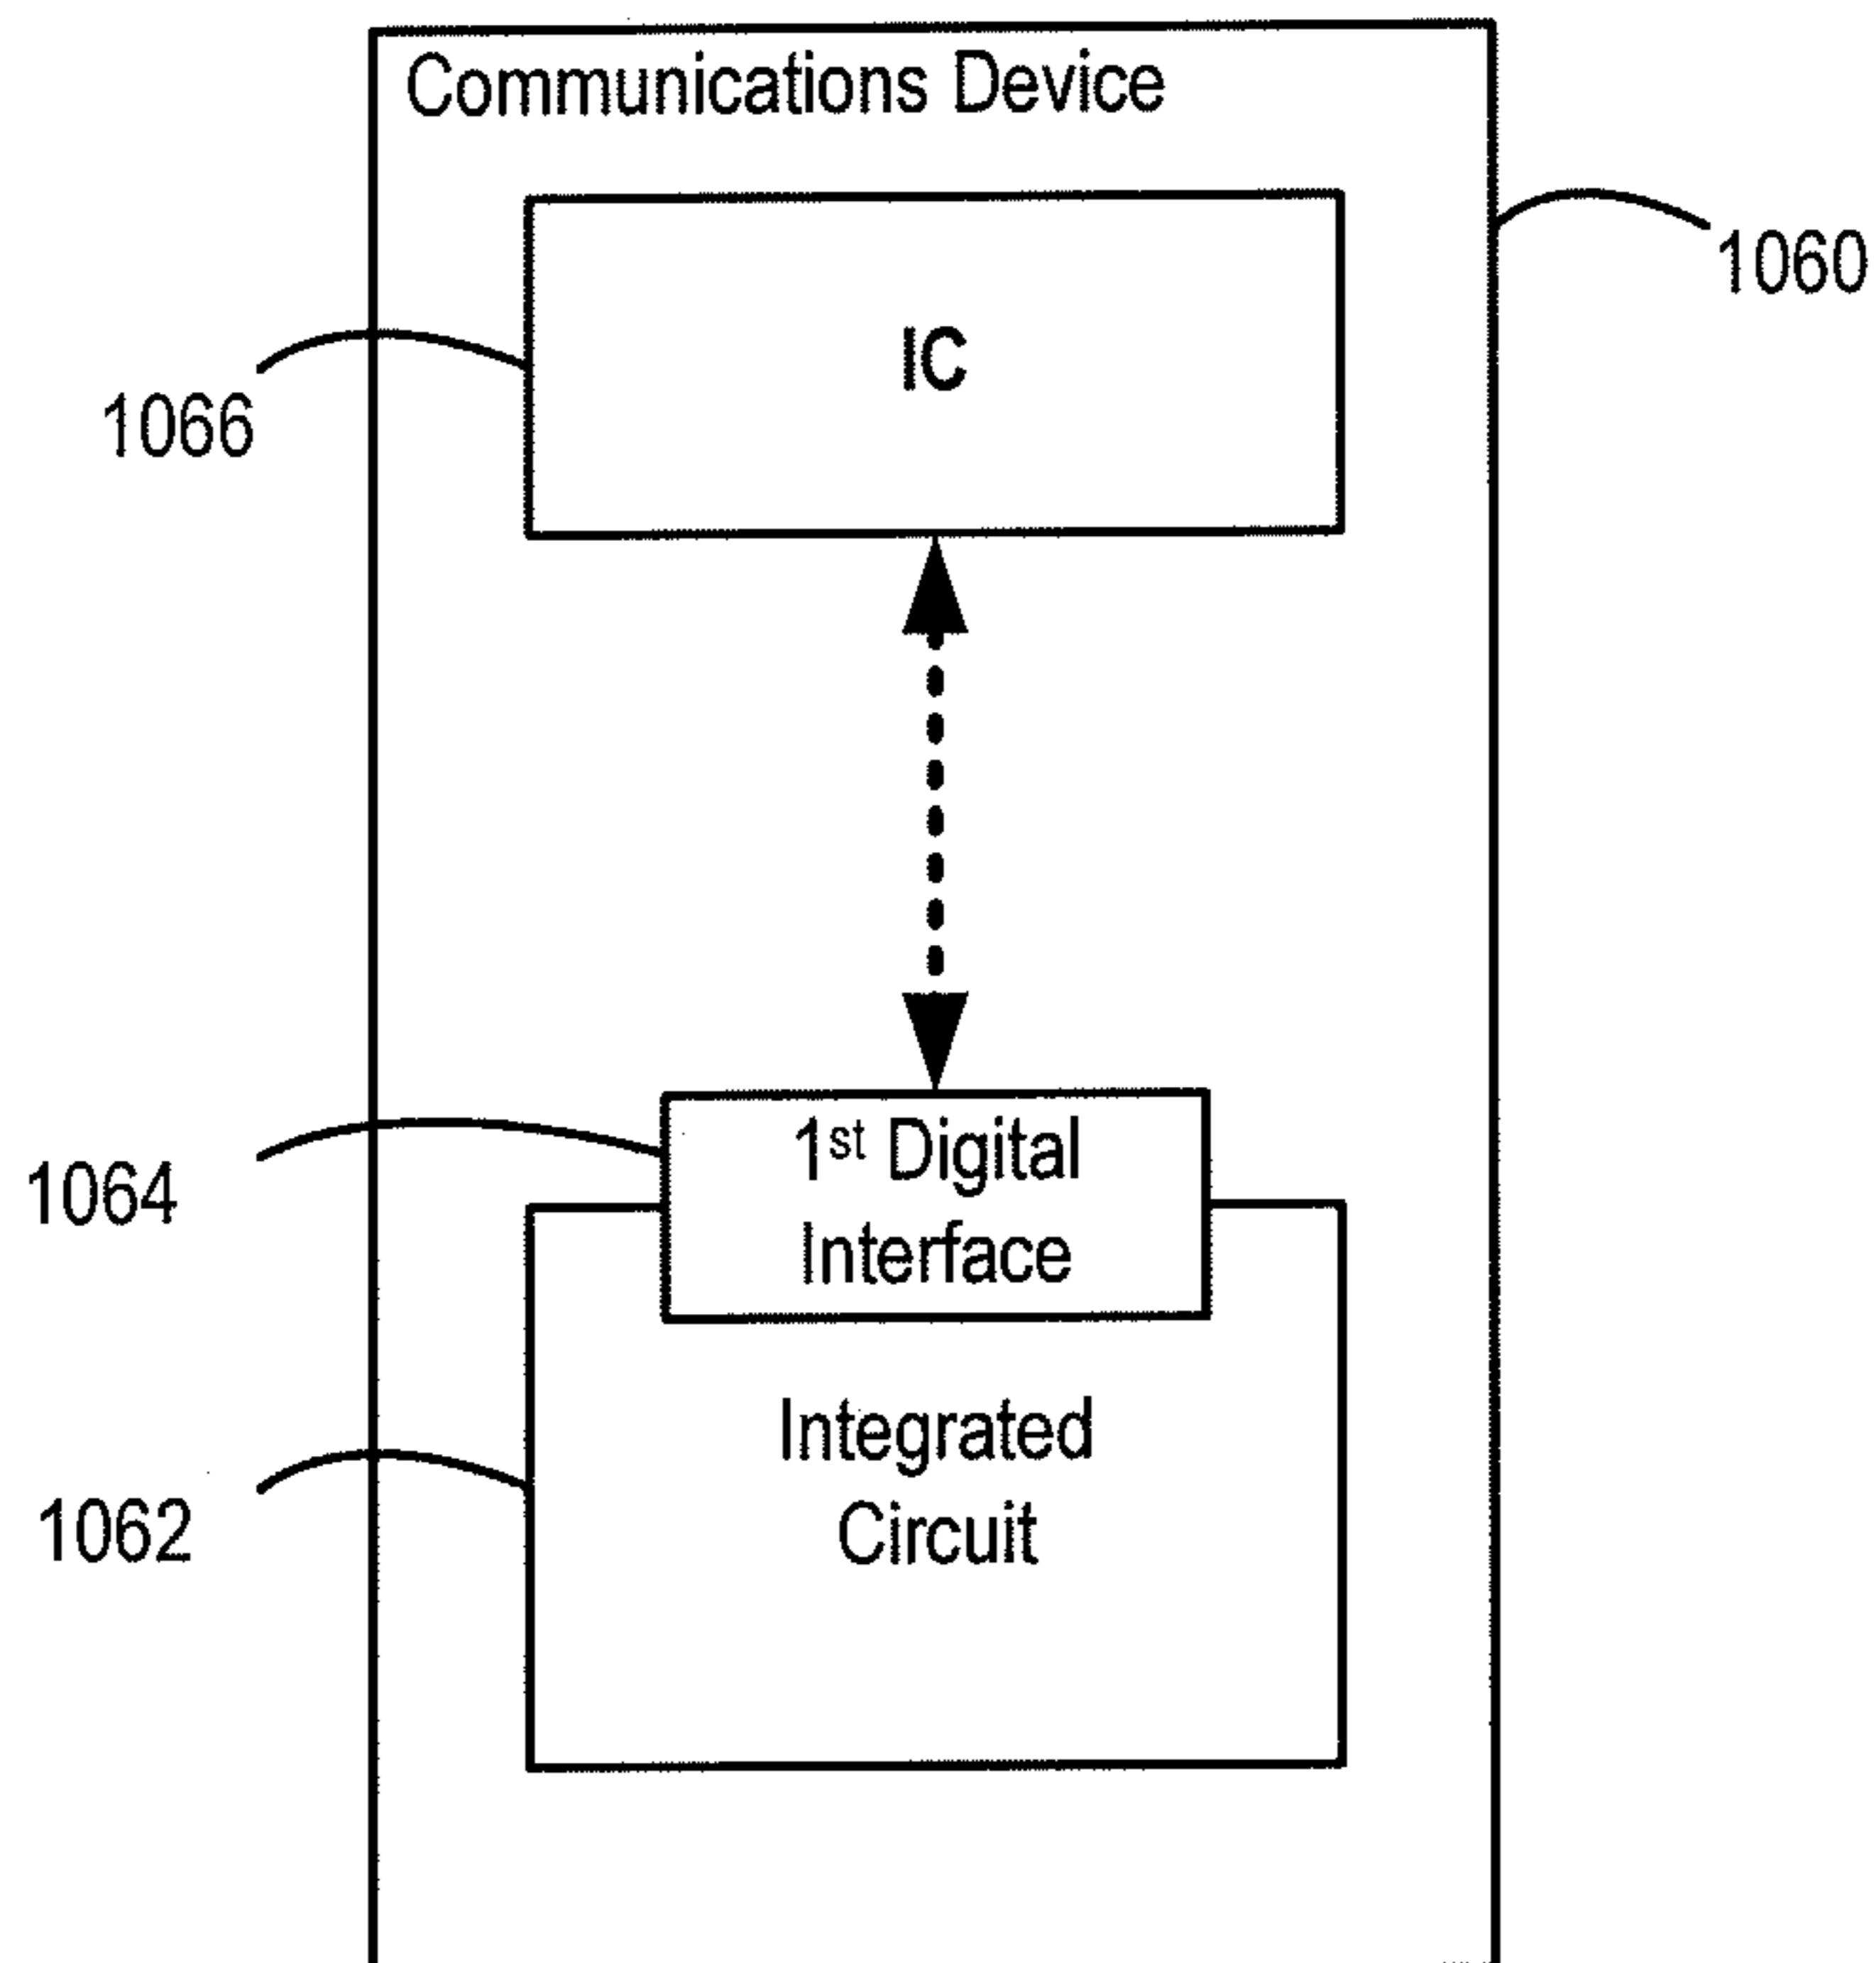 Communications Device
1060
IC
1066
1st Digital
Interface
1064
Integrated
Circuit
1062